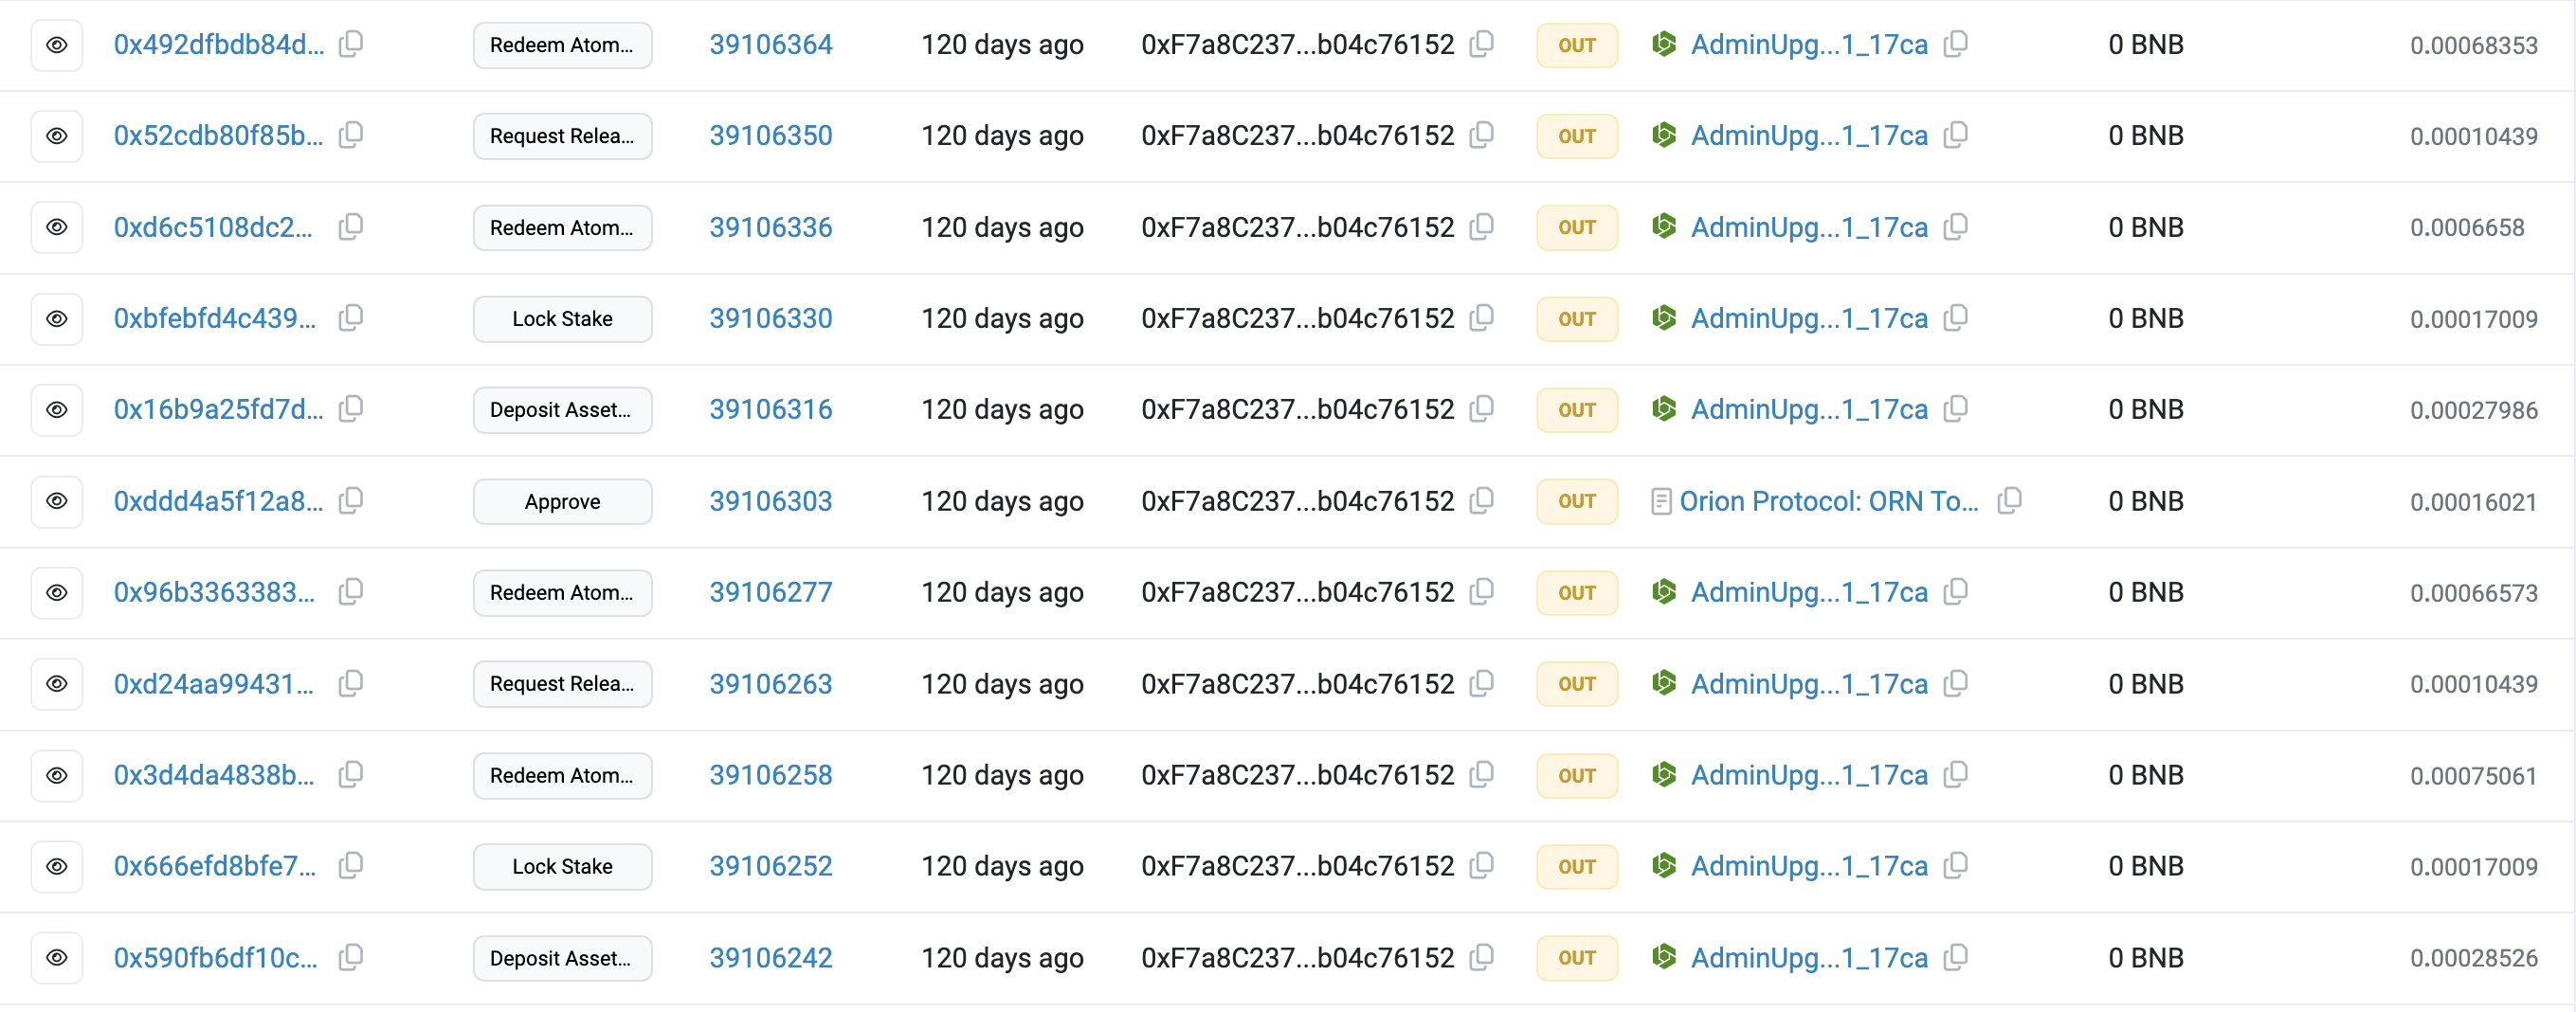 0x492dfbdb84d... Redeem Atom... 39106364 120 days ago 0xF7a8C237...b04c76152 OUT AdminUpg...1_17ca 0 BNB 0.00068353
0x52cdb80f85b... Request Relea... 39106350 120 days ago 0xF7a8C237...b04c76152 OUT AdminUpg...1_17ca 0 BNB 0.00010439
0xd6c5108dc2... Redeem Atom... 39106336 120 days ago 0xF7a8C237...b04c76152 OUT AdminUpg...1_17ca 0 BNB 0.0006658
0xbfebfd4c439... Lock Stake 39106330 120 days ago 0xF7a8C237...b04c76152 OUT AdminUpg...1_17ca 0 BNB 0.00017009
0x16b9a25fd7d... Deposit Asset... 39106316 120 days ago 0xF7a8C237...b04c76152 OUT AdminUpg...1_17ca 0 BNB 0.00027986
0xddd4a5f12a8... Approve 39106303 120 days ago 0xF7a8C237...b04c76152 OUT Orion Protocol: ORN To... 0 BNB 0.00016021
0x96b3363383... Redeem Atom... 39106277 120 days ago 0xF7a8C237...b04c76152 OUT AdminUpg...1_17ca 0 BNB 0.00066573
0xd24aa99431... Request Relea... 39106263 120 days ago 0xF7a8C237...b04c76152 OUT AdminUpg...1_17ca 0 BNB 0.00010439
0x3d4da4838b... Redeem Atom... 39106258 120 days ago 0xF7a8C237...b04c76152 OUT AdminUpg...1_17ca 0 BNB 0.00075061
0x666efd8bfe7... Lock Stake 39106252 120 days ago 0xF7a8C237...b04c76152 OUT AdminUpg...1_17ca 0 BNB 0.00017009
0x590fb6df10c... Deposit Asset... 39106242 120 days ago 0xF7a8C237...b04c76152 OUT AdminUpg...1_17ca 0 BNB 0.00028526